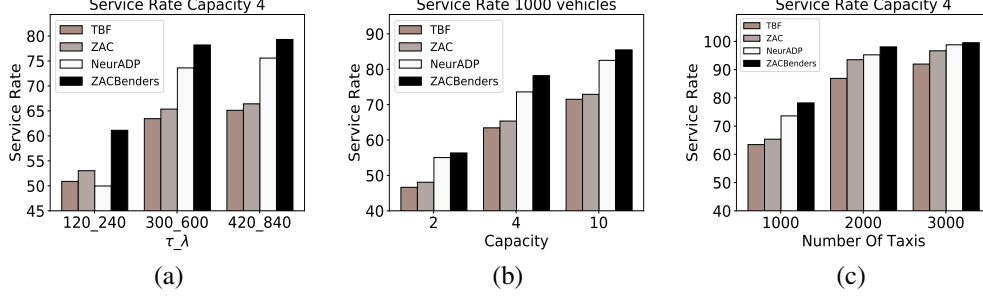 Service Rate Capacity 4
TBF
ZAC
NeurADP
ZACBenders
Service Rate
80
75
70
65
60
55
50
45
120_240
300_600
420_840
τ_λ
(a)
Service Rate 1000 vehicles
TBF
ZAC
NeurADP
ZACBenders
Service Rate
90
80
70
60
50
40
2
4
10
Capacity
(b)
Service Rate Capacity 4
TBF
ZAC
NeurADP
ZACBenders
Service Rate
100
90
80
70
60
50
40
1000
2000
3000
Number Of Taxis
(c)